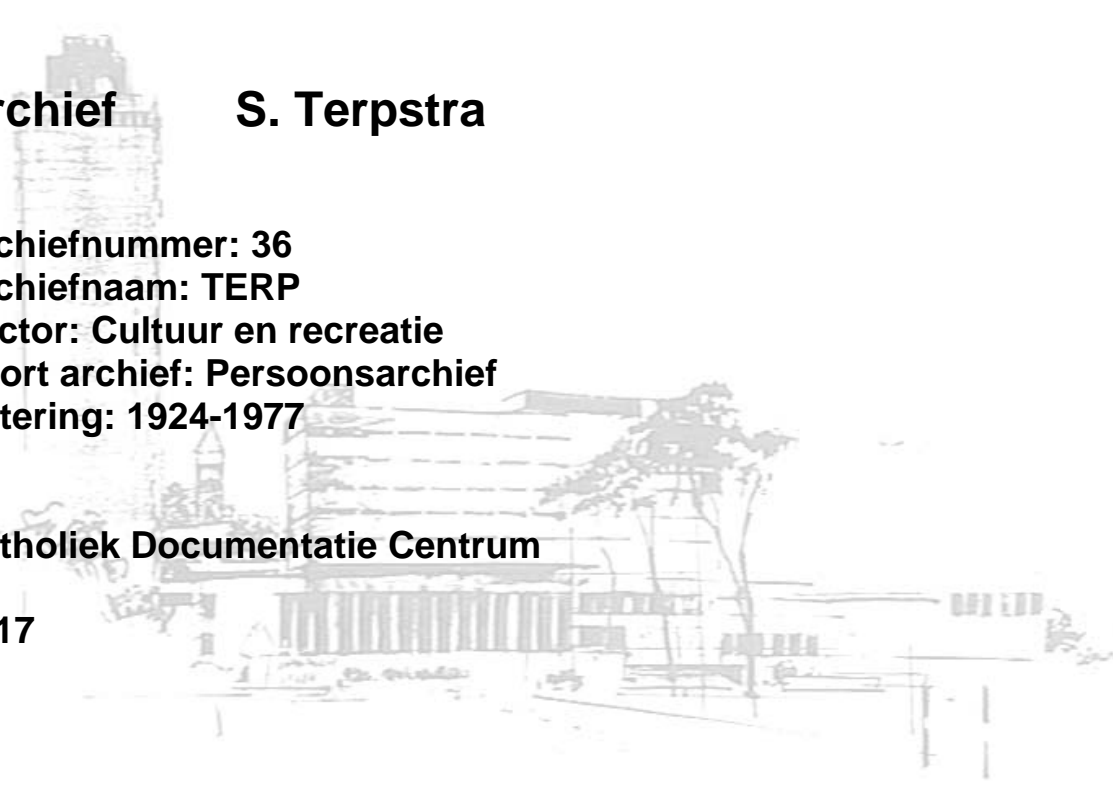 rchief S. Terpstra
chiefnummer: 36
chiefnaam: TERP
ctor: Cultuur en recreatie
ort archief: Persoonsarchief
tering: 1924-1977
tholiek Documentatie Centrum
17